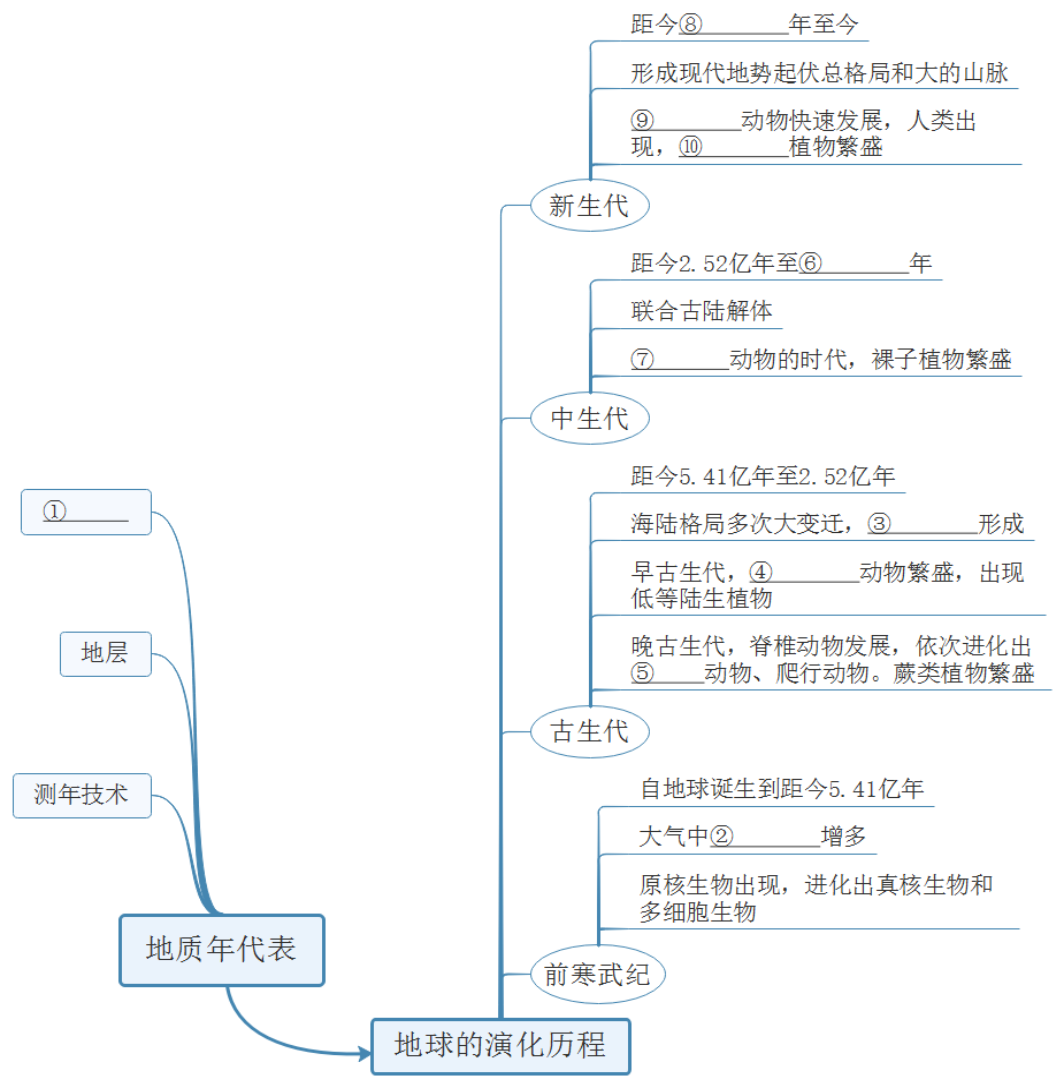 距今⑧________年至今
形成现代地势起伏总格局和大的山脉
⑨________动物快速发展，人类出
现，⑩________植物繁盛
新生代
距今2.52亿年至⑥________年
联合古陆解体
⑦______动物的时代，裸子植物繁盛
中生代
距今5.41亿年至2.52亿年
海陆格局多次大变迁，③________形成
早古生代，④________动物繁盛，出现
低等陆生植物
晚古生代，脊椎动物发展，依次进化出
⑤____动物、爬行动物。蕨类植物繁盛
古生代
自地球诞生到距今5.41亿年
大气中②________增多
原核生物出现，进化出真核生物和
多细胞生物
前寒武纪
①______
地层
测年技术
地质年代表
地球的演化历程